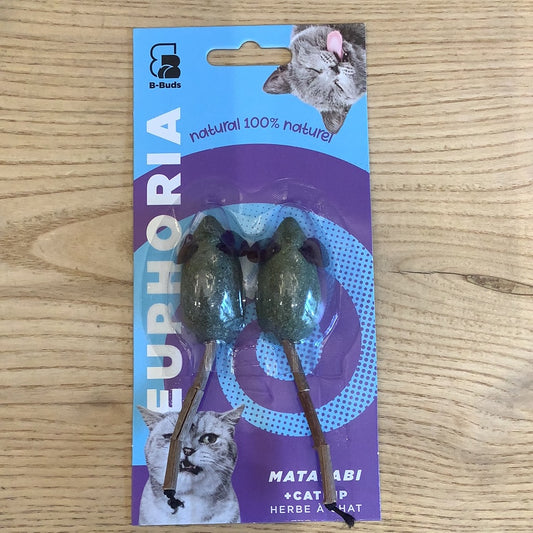 B-Buds
natural 100% naturel
EUPHORIA
MATATABI
+CATNIP
HERBE À CHAT